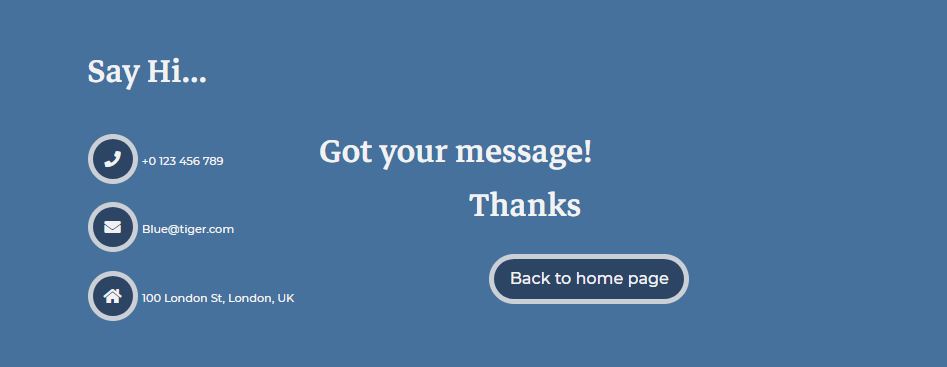 Say Hi...
+0 123 456 789
Blue@tiger.com
100 London St, London, UK
Got your message!
Thanks
Back to home page